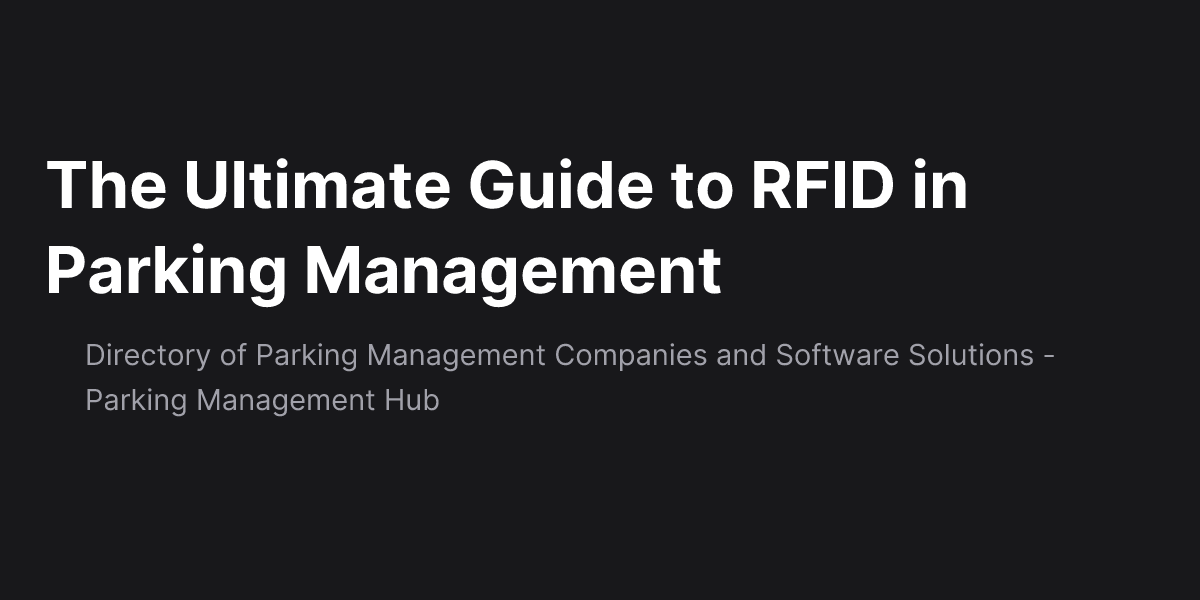 The Ultimate Guide to RFID in
Parking Management
Directory of Parking Management Companies and Software Solutions -
Parking Management Hub